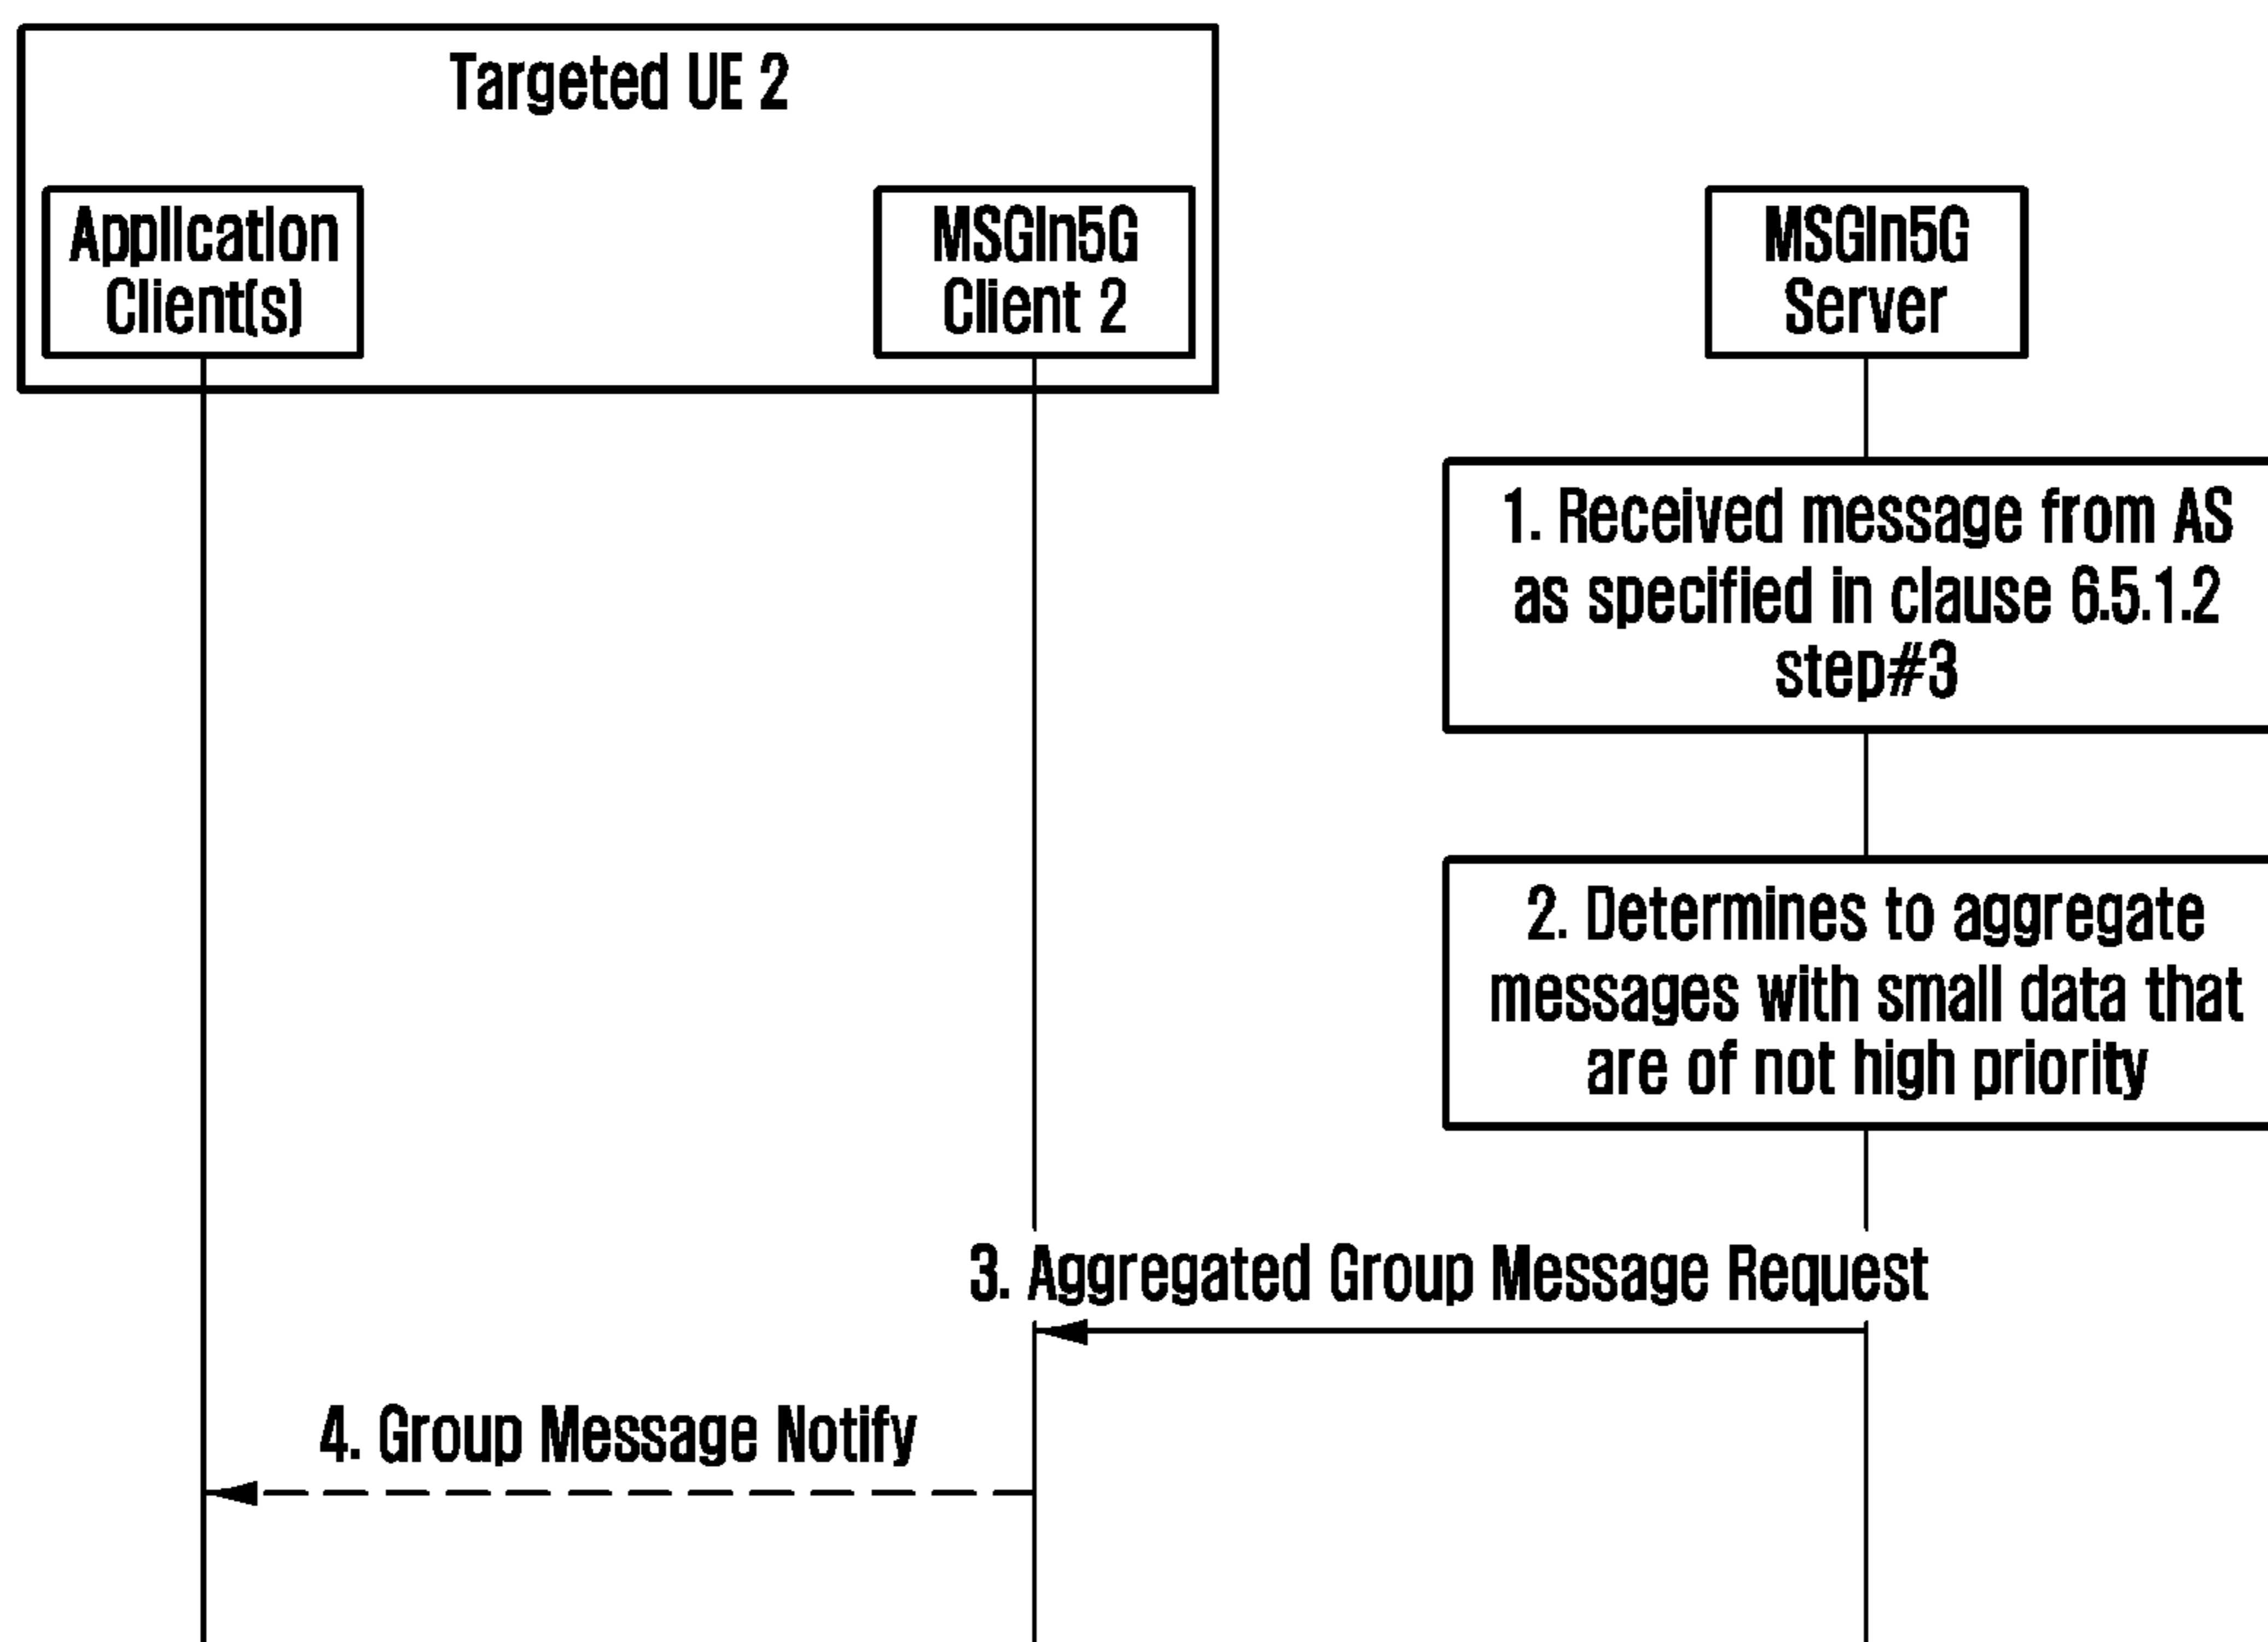 Targeted UE 2
Application
Client(s)
MSGIn5G
Client 2
MSGIn5G
Server
1. Received message from AS
as specified in clause 6.5.1.2
step#3
2. Determines to aggregate
messages with small data that
are of not high priority
3. Aggregated Group Message Request
4. Group Message Notify